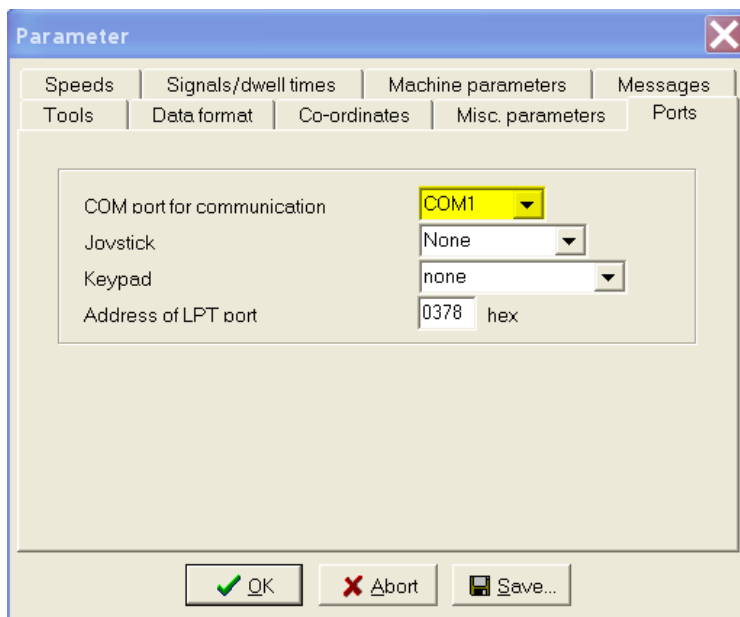 Parameter
Speeds Signals/dwell times Machine parameters Messages
Tools Data format Co-ordinates Misc. parameters Ports
COM port for communication COM1
Joystick None
Keypad none
Address of LPT port 0378 hex
OK Abort Save...